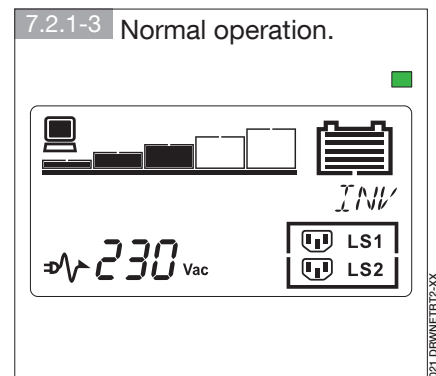 7.2.1-3 Normal operation.
INV
230 Vac
LS1
LS2